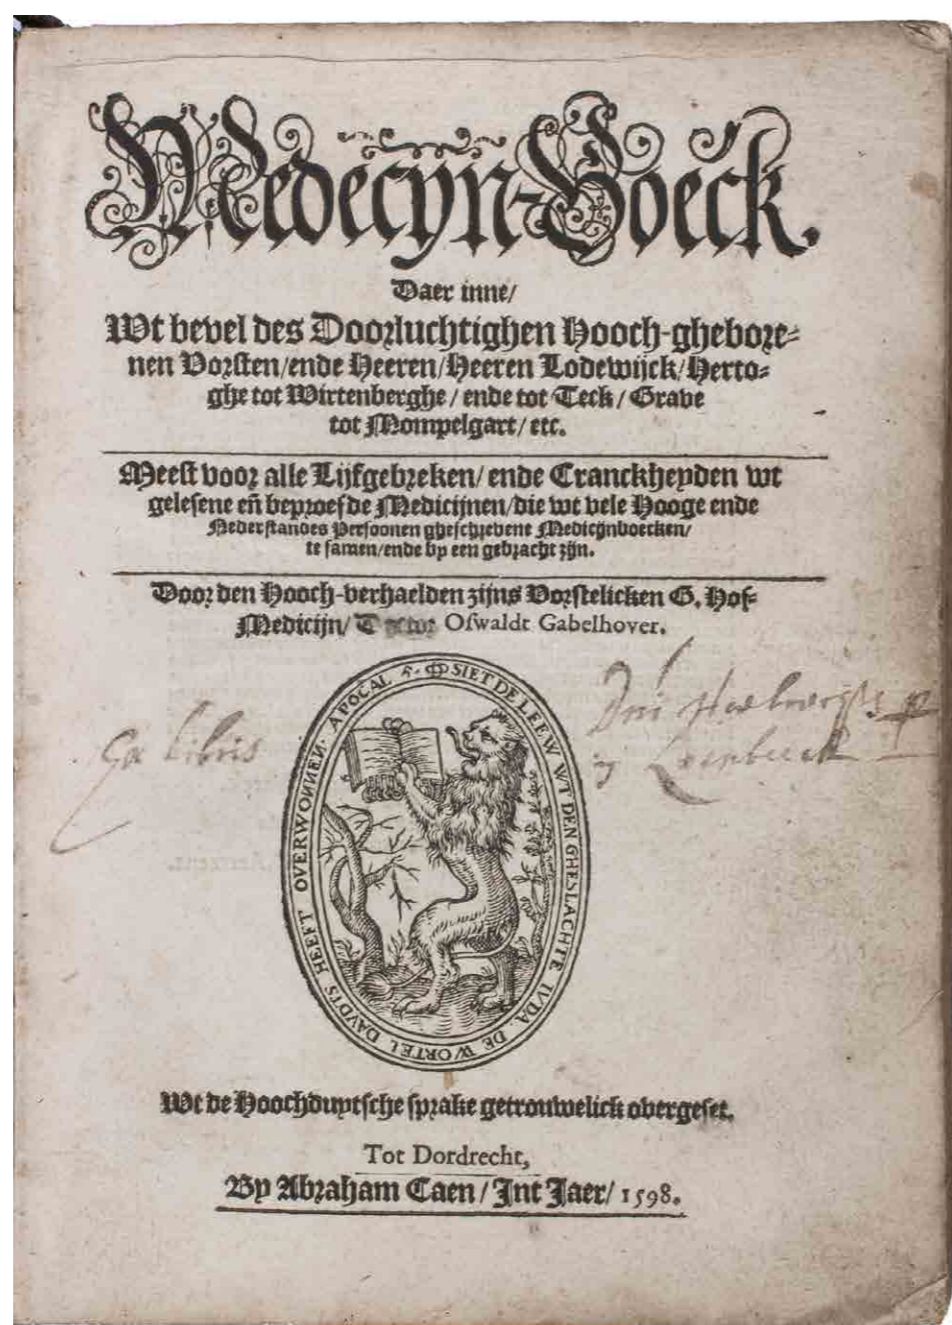 Medecyn-Boeck.
Daer inne/
Wt bevel des Doorluchtighen Hooch-ghebore-
nen Vorsten/ende Heeren/Heeren Lodewijck/Herto-
ghe tot Wirtenberghe/ ende tot Teck/ Grave
tot Mompelgart/ etc.
Meest voor alle Lijfgebreken/ ende Cranckheyden wt
gelesene eñ beproefde Medicijnen/die wt vele Hooge ende
Nederstandes Persoonen gheschrevene Medicijnboecken/
te samen/ende by een gebracht zijn.
Door den Hooch-verhaelden zijns Vorstelicken G. Hof-
Medicijn/ Oswaldt Gabelhover.
SIET DE LEEW WT DEN GHESLACHTE IVDA DE WORTEL DAVIDTS HEEFT OVERWONNEN. APOCAL 5.
Ex libris
Wt de Hoochduytsche sprake getrouwelick overgeset.
Tot Dordrecht,
By Abraham Caen/ Int Jaer/ 1598.